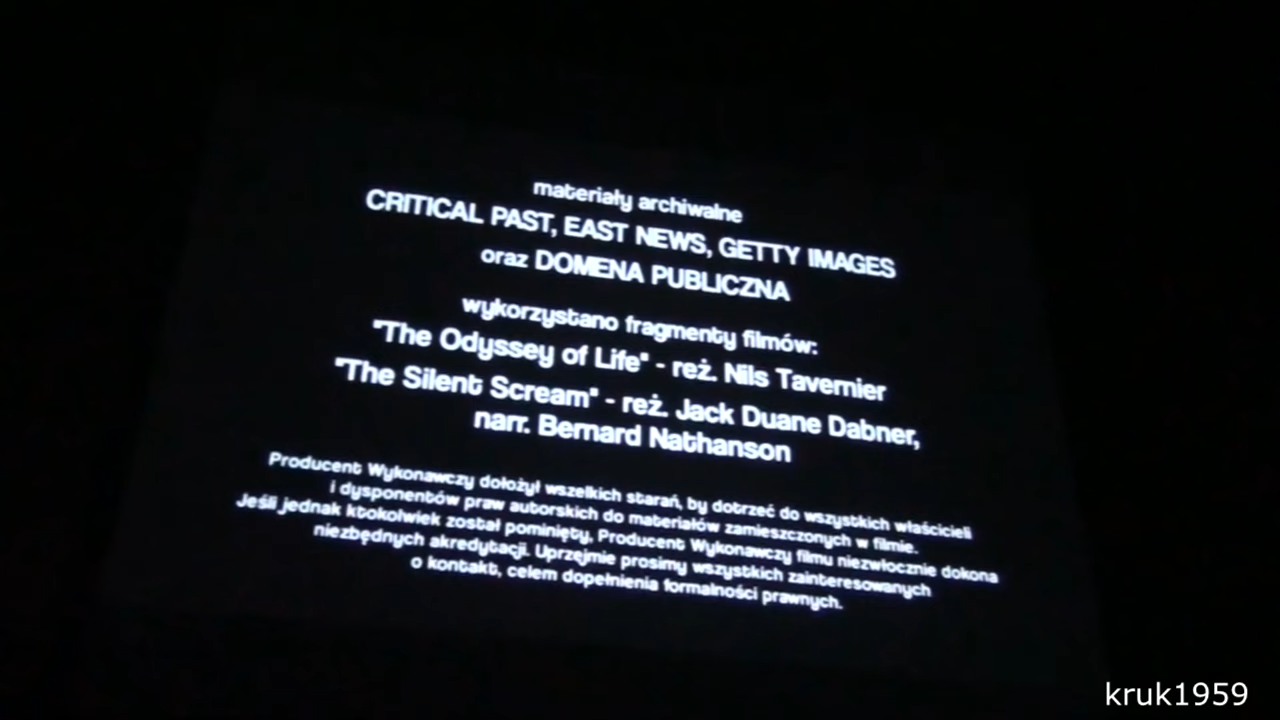 materiały archiwalne
CRITICAL PAST, EAST NEWS, GETTY IMAGES
oraz DOMENA PUBLICZNA
wykorzystano fragmenty filmów:
"The Odyssey of Life" - reż. Nils Tavernier
"The Silent Scream" - reż. Jack Duane Dabner,
narr. Bernard Nathanson
Producent Wykonawczy dołożył wszelkich starań, by dotrzeć do wszystkich właścicieli
i dysponentów praw autorskich do materiałów zamieszczonych w filmie.
Jeśli jednak ktokolwiek został pominięty, Producent Wykonawczy filmu niezwłocznie dokona
niezbędnych akredytacji. Uprzejmie prosimy wszystkich zainteresowanych
o kontakt, celem dopełnienia formalności prawnych.
kruk1959